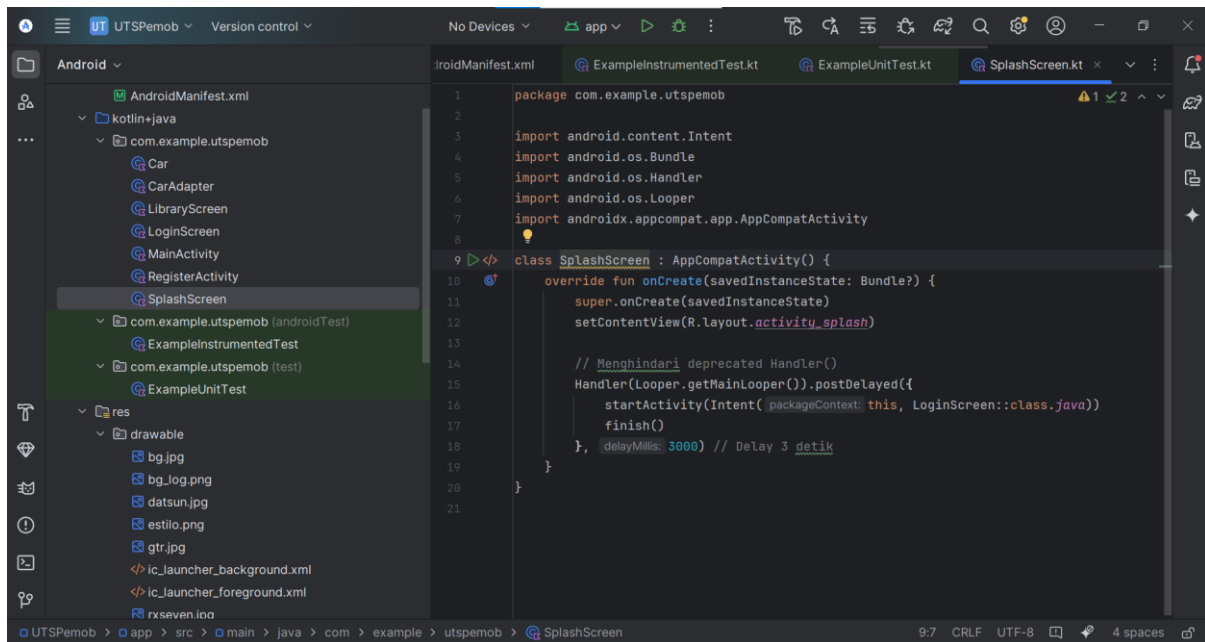 UT UTSPemob Version control No Devices app
Android
AndroidManifest.xml
kotlin+java
com.example.utspemob
Car
CarAdapter
LibraryScreen
LoginScreen
MainActivity
RegisterActivity
SplashScreen
com.example.utspemob (androidTest)
ExampleInstrumentedTest
com.example.utspemob (test)
ExampleUnitTest
res
drawable
bg.jpg
bg_log.png
datsun.jpg
estilo.png
gtr.jpg
ic_launcher_background.xml
ic_launcher_foreground.xml
rxseven.jpg
droidManifest.xml ExampleInstrumentedTest.kt ExampleUnitTest.kt SplashScreen.kt
1 package com.example.utspemob 1 2
2
3 import android.content.Intent
4 import android.os.Bundle
5 import android.os.Handler
6 import android.os.Looper
7 import androidx.appcompat.app.AppCompatActivity
8
9 class SplashScreen : AppCompatActivity() {
10 override fun onCreate(savedInstanceState: Bundle?) {
11 super.onCreate(savedInstanceState)
12 setContentView(R.layout.activity_splash)
13
14 // Menghindari deprecated Handler()
15 Handler(Looper.getMainLooper()).postDelayed({
16 startActivity(Intent( packageContext: this, LoginScreen::class.java))
17 finish()
18 }, delayMillis: 3000) // Delay 3 detik
19 }
20 }
21
UTSPemob > app > src > main > java > com > example > utspemob > SplashScreen 9:7 CRLF UTF-8 4 spaces